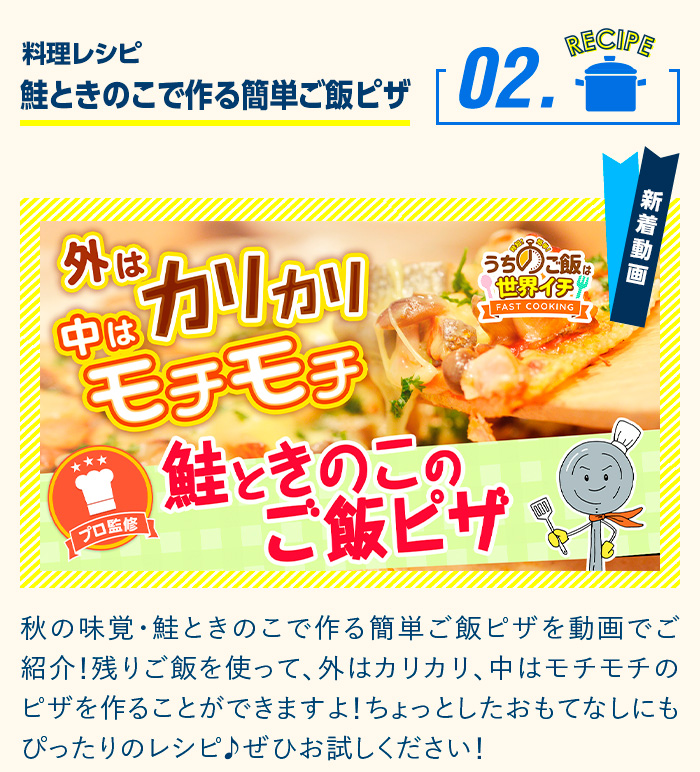 料理レシピ
鮭ときのこで作る簡単ご飯ピザ
02.
RECIPE
新着動画
外はカリカリ
中はモチモチ
うちのご飯は
世界イチ
FAST COOKING
プロ監修
鮭ときのこの
ご飯ピザ
秋の味覚・鮭ときのこで作る簡単ご飯ピザを動画でご
紹介！残りご飯を使って、外はカリカリ、中はモチモチの
ピザを作ることができますよ！ちょっとしたおもてなしにも
ぴったりのレシピ♪ぜひお試しください！